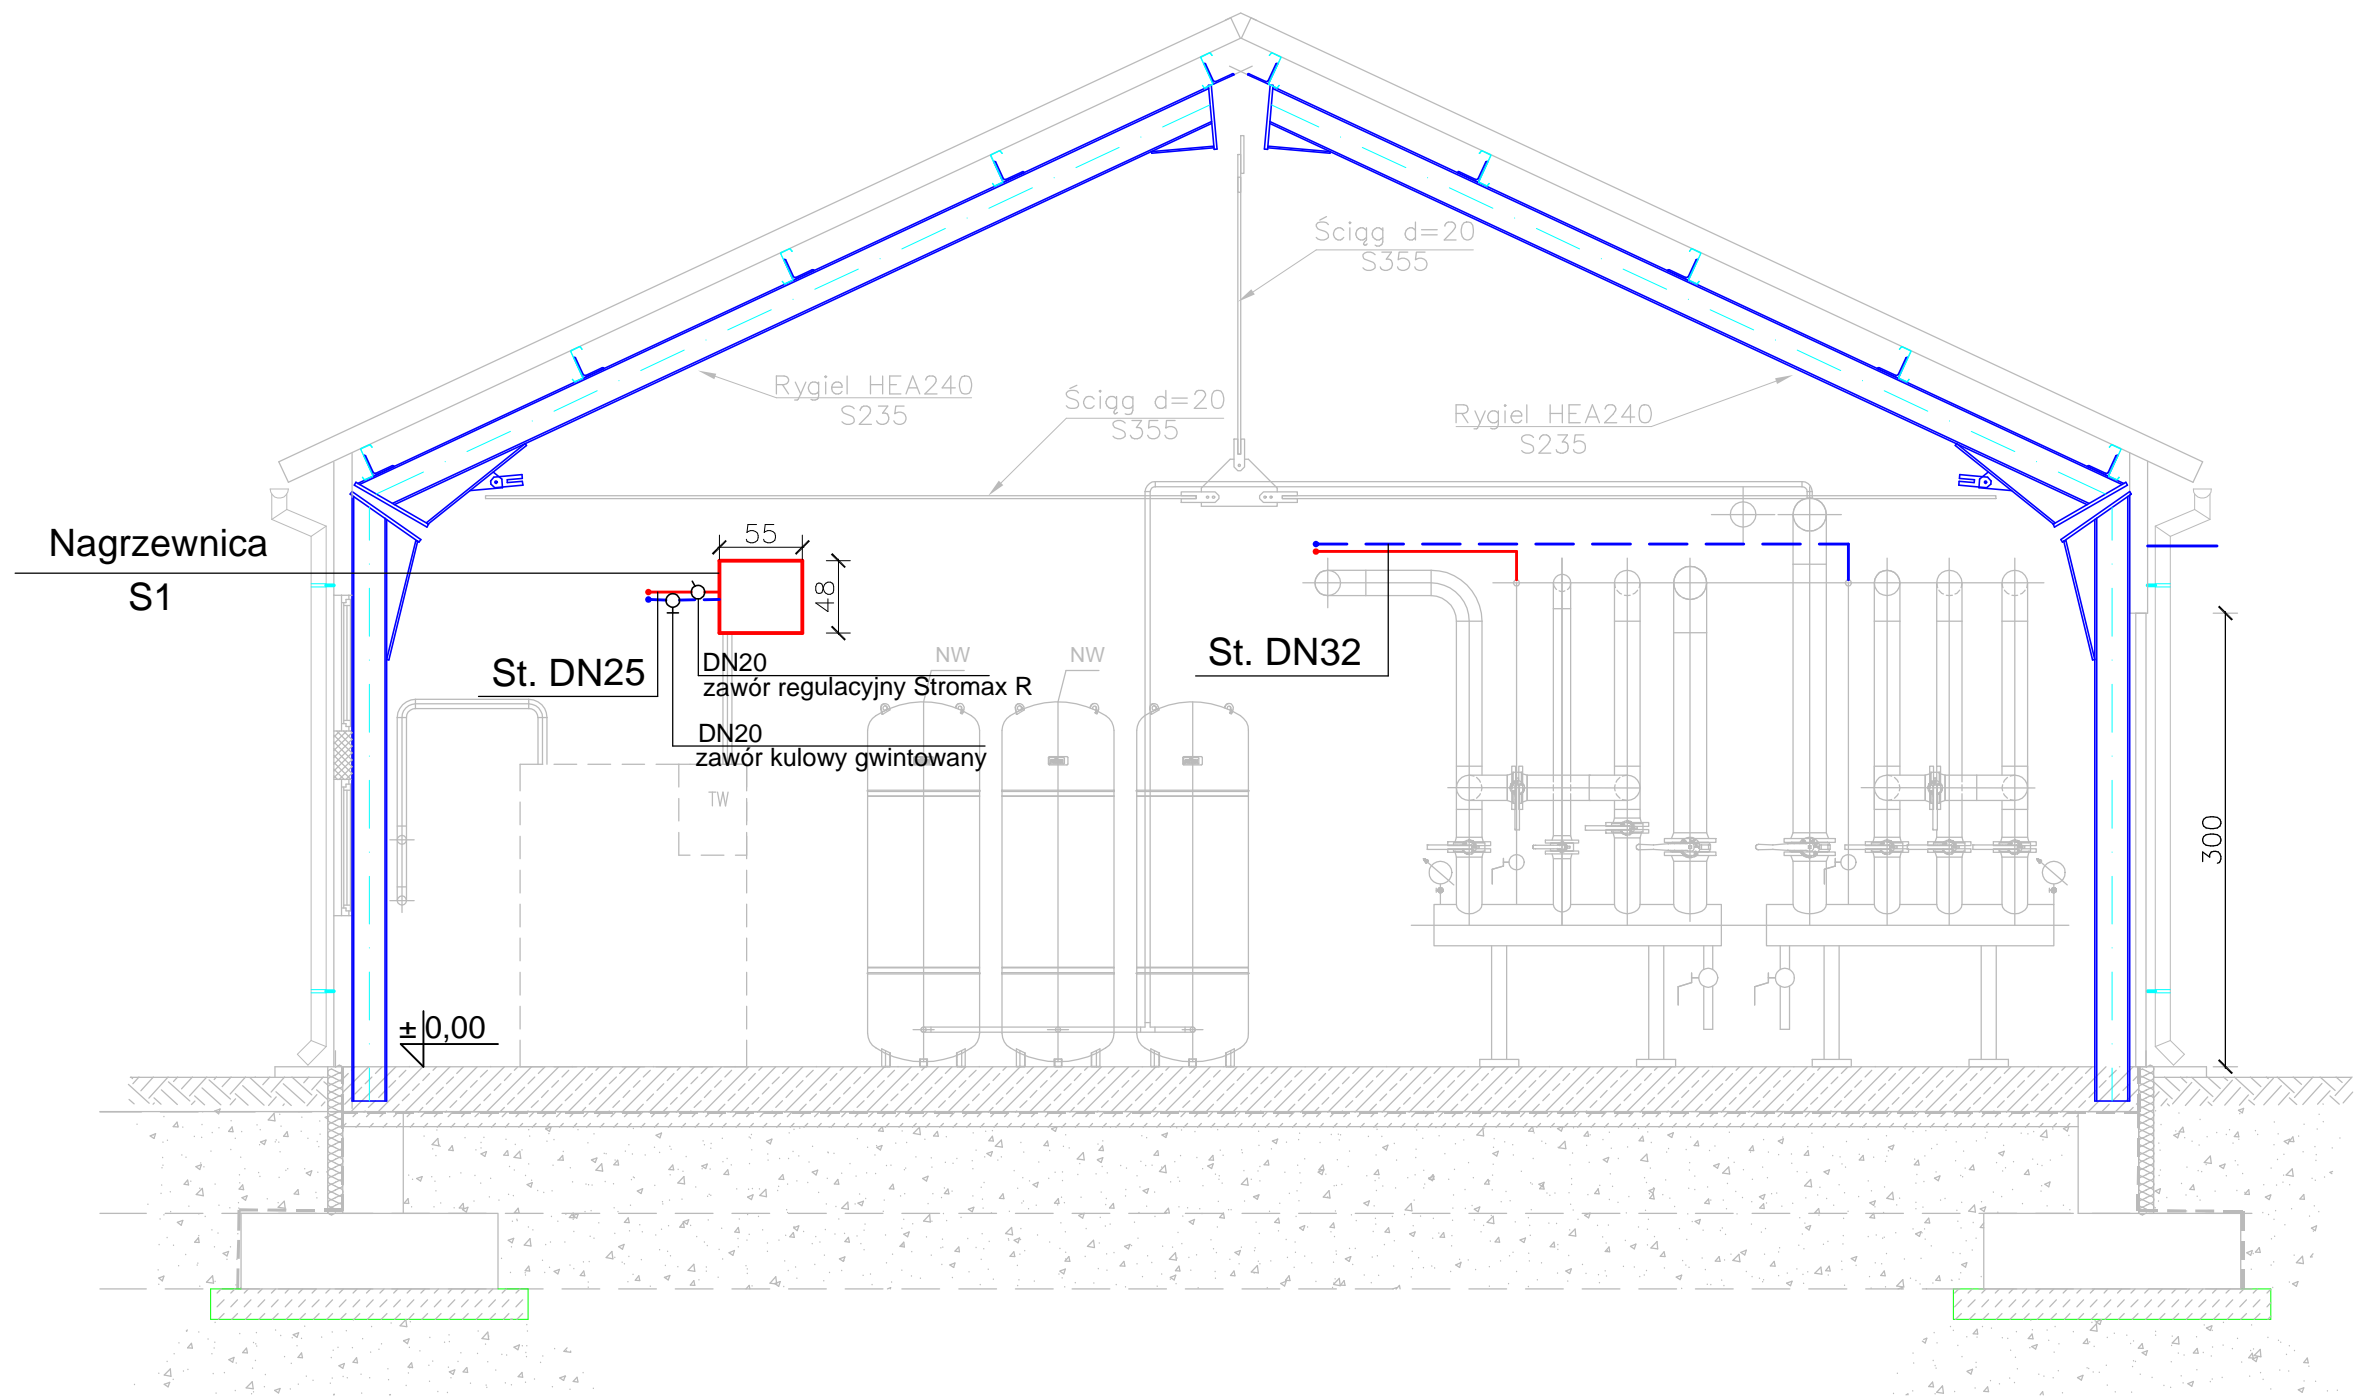 Ściąg d=20
S355
Rygiel HEA240
S235
Ściąg d=20
S355
Rygiel HEA240
S235
Nagrzewnica
S1
55
48
St. DN25
DN20
zawór regulacyjny Stromax R
DN20
zawór kulowy gwintowany
NW
NW
St. DN32
TW
300
± 0,00